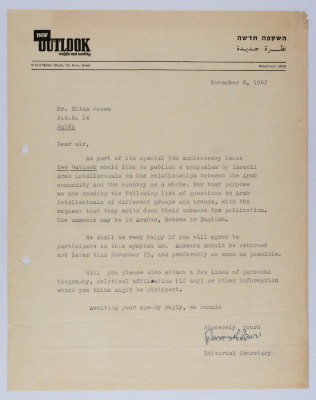 new
OUTLOOK
השקפה חדשה
نظرة جديدة
November 8, 1962
Mr. Elias
P.O.B. 14
Haifa
Dear sir,
As part of its special 5th anniversary issue
New Outlook would like to publish a symposium by Israeli
Arab intellectuals on the relationships between the Arab
community and the country as a whole. For that purpose
we are sending the following list of questions to Arab
intellectuals of different groups and trends, with the
request that they write down their answers for publication.
The answers may be in Arabic, Hebrew or English.
We shall be very happy if you will agree to
participate in this symposium. Answers should be returned
not later than November 25, and preferably as soon as possible.
Will you please also attach a few lines of personal
biography, political affiliation (if any) or other information
which you think might be pertinent.
Awaiting your speedy reply, we remain
Sincerely yours
Editorial Secretary